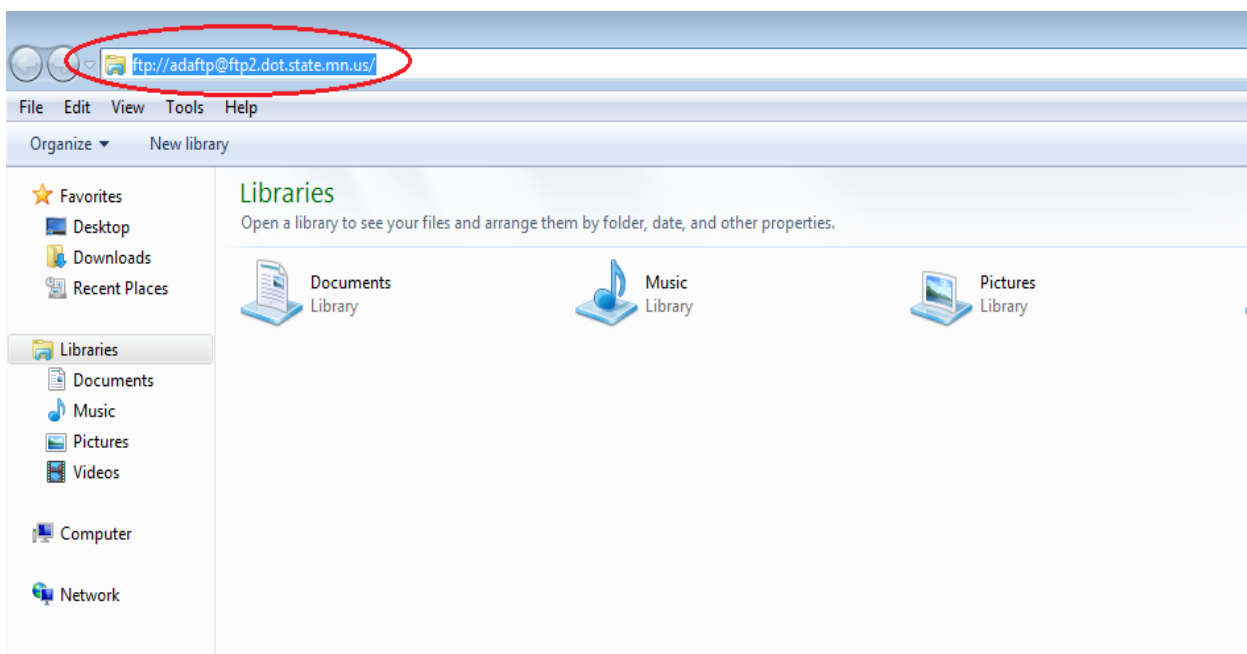 ftp://adaftp@ftp2.dot.state.mn.us/
File Edit View Tools Help
Organize New library
Favorites
Desktop
Downloads
Recent Places
Libraries
Documents
Music
Pictures
Videos
Computer
Network
Libraries
Open a library to see your files and arrange them by folder, date, and other properties.
Documents
Library
Music
Library
Pictures
Library